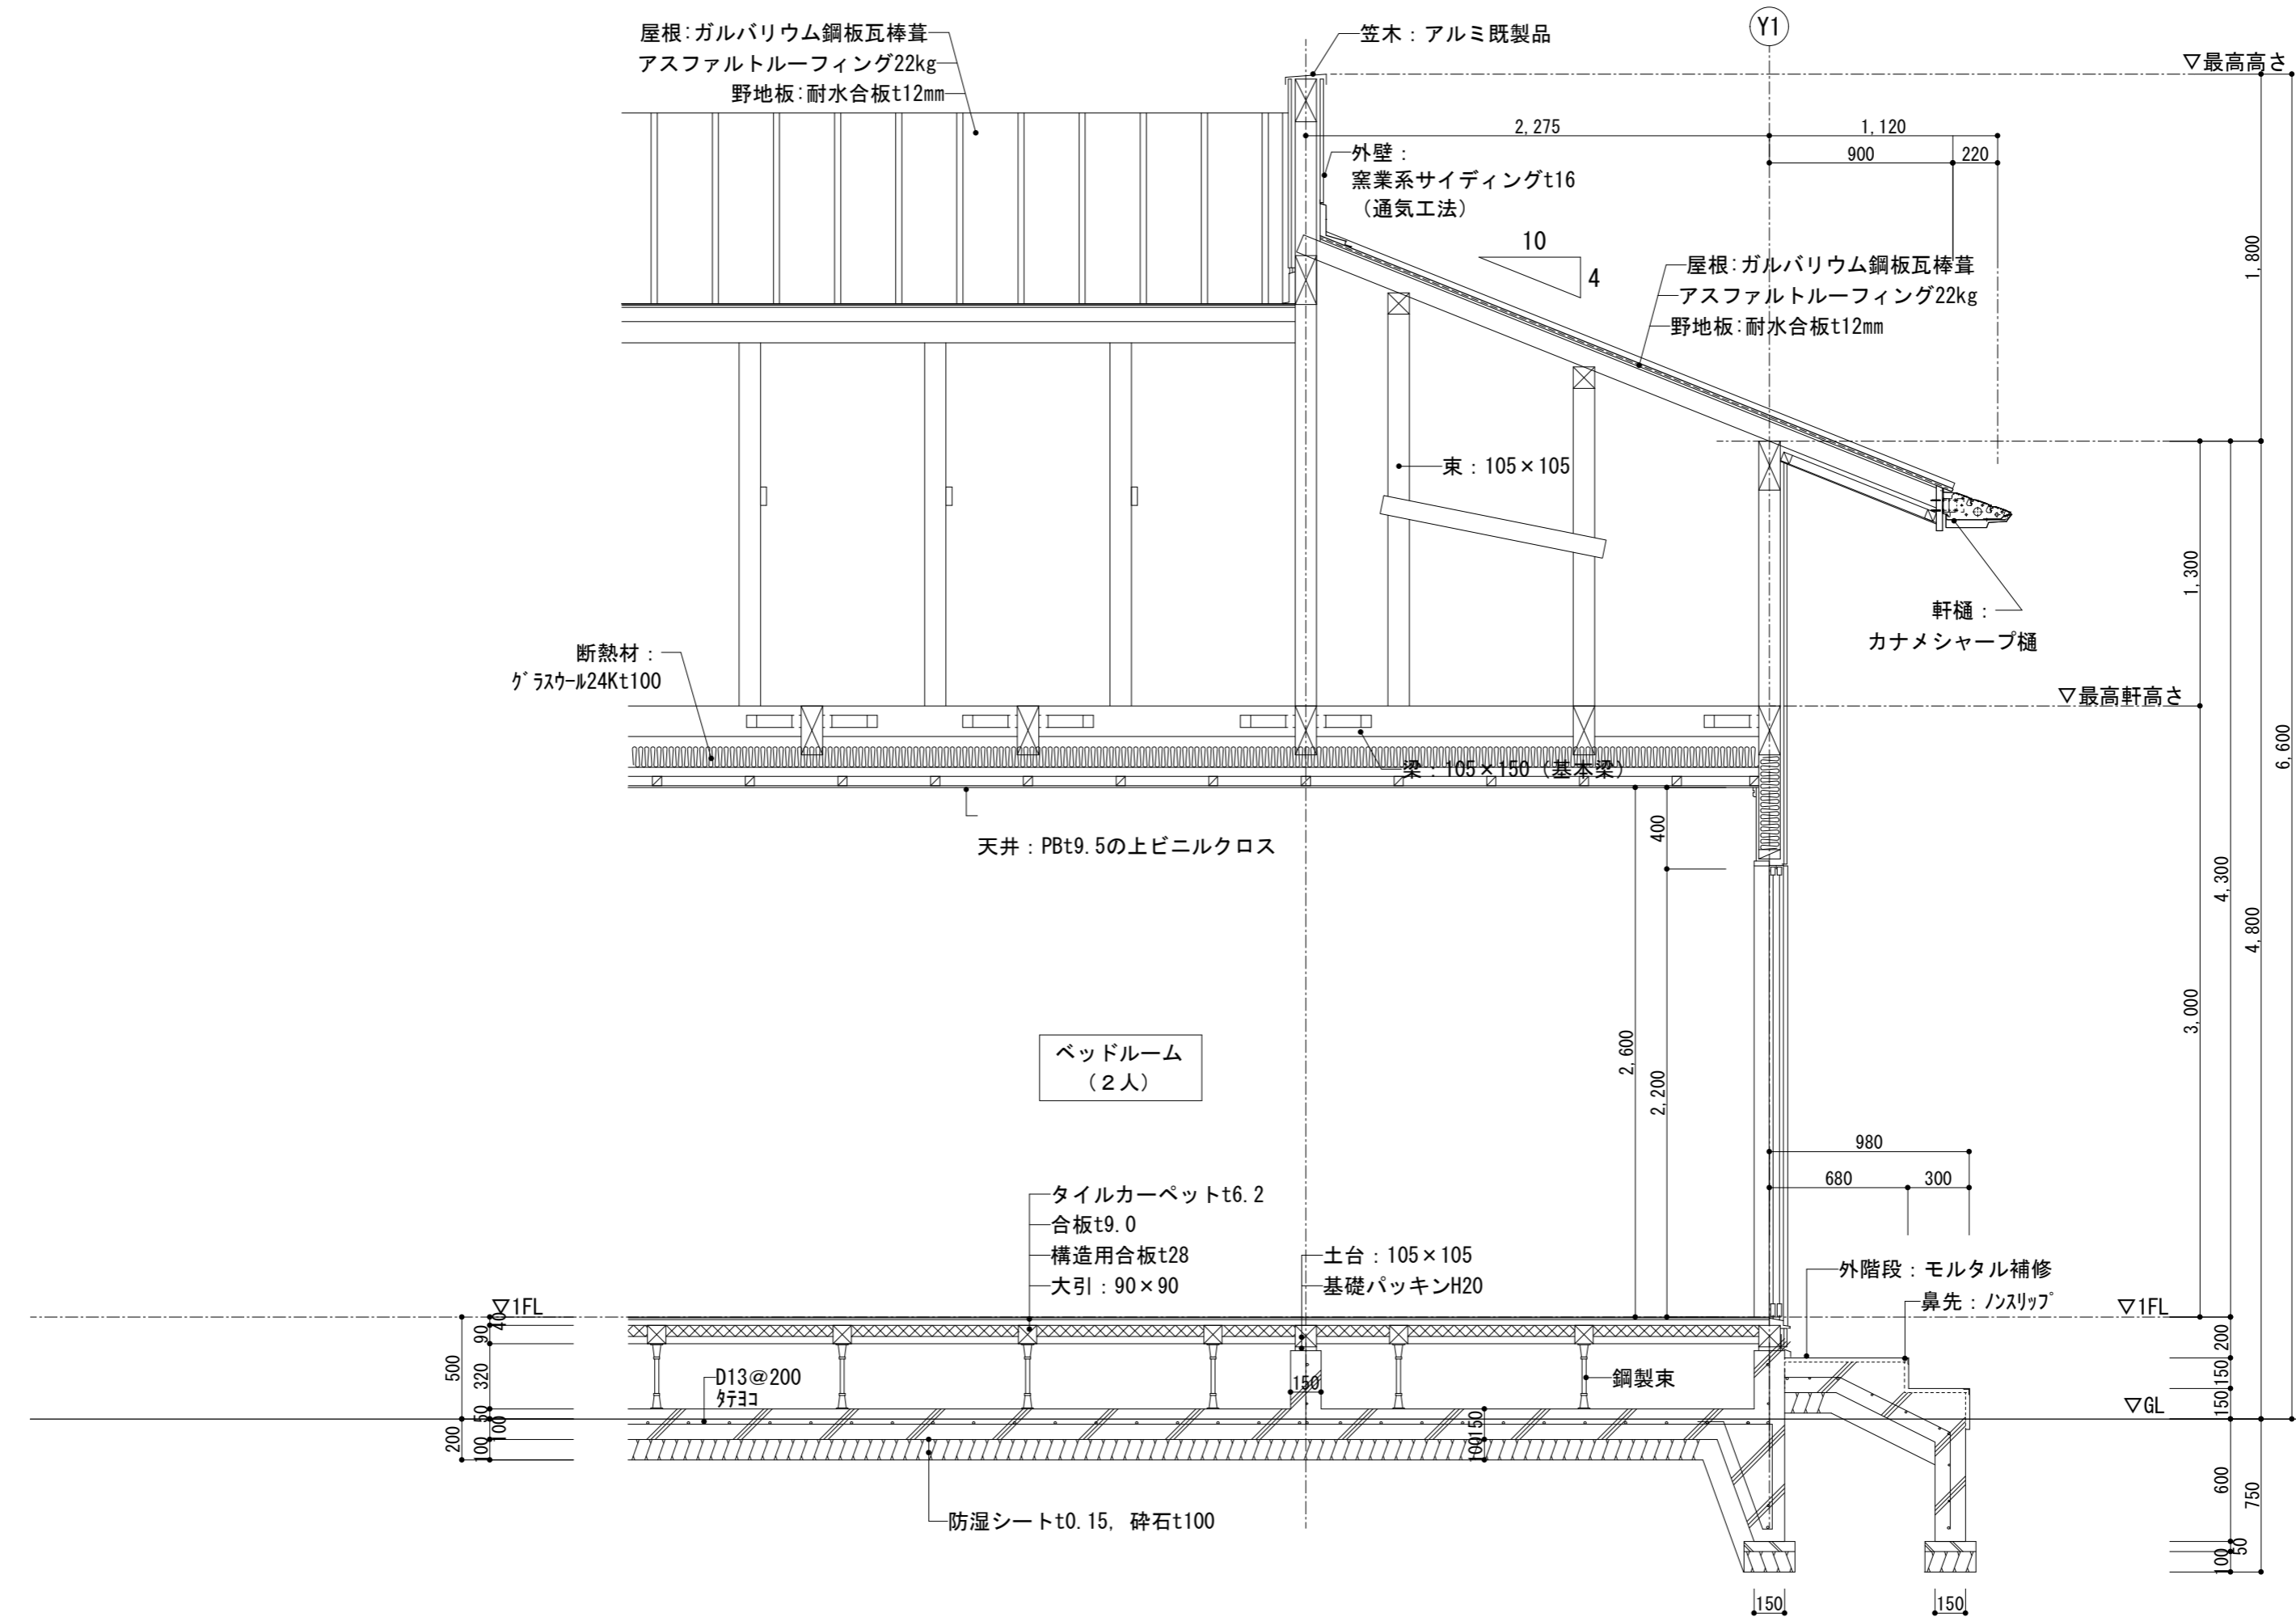 屋根:ガルバリウム鋼板瓦棒葺
アスファルトルーフィング22kg
野地板:耐水合板t12mm
笠木：アルミ既製品
Y1
▽最高高さ
2,275
1,120
900
220
外壁：
窯業系サイディングt16
（通気工法）
10
4
屋根:ガルバリウム鋼板瓦棒葺
アスファルトルーフィング22kg
野地板:耐水合板t12mm
1,800
束：105×105
1,300
軒樋：
カナメシャープ樋
断熱材：
ｸﾞﾗｽｳｰﾙ24Kt100
▽最高軒高さ
6,600
梁：105×150（基本梁）
400
天井：PBt9.5の上ビニルクロス
4,300
4,800
3,000
ベッドルーム
（２人）
2,600
2,200
980
680
300
タイルカーペットt6.2
合板t9.0
構造用合板t28
大引：90×90
土台：105×105
基礎パッキンH20
外階段：モルタル補修
鼻先：ﾉﾝｽﾘｯﾌﾟ
▽1FL
▽1FL
40
90
320
500
50
100
100
200
D13@200
ﾀﾃﾖｺ
150
鋼製束
200
150
150
▽GL
150
100
防湿シートt0.15, 砕石t100
600
750
50
100
150
150